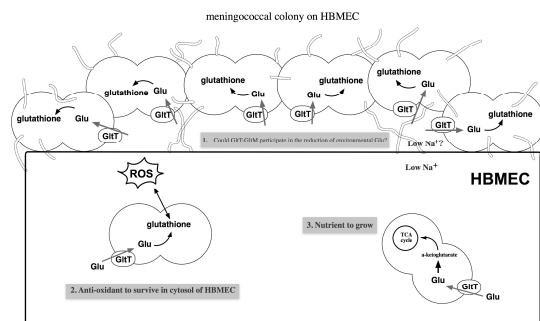 meningococcal colony on HBMEC
glutathione Glu GltT
glutathione Glu GltT
glutathione Glu GltT
glutathione Glu GltT
glutathione Glu GltT
glutathione Glu GltT
1. Could GltT-GltM participate in the reduction of environmental Glu?
Low Na+?
Low Na+
HBMEC
ROS
glutathione
Glu
GltT
Glu
2. Anti-oxidant to survive in cytosol of HBMEC
3. Nutrient to grow
TCA
cycle
α-ketoglutarate
Glu
GltT
Glu